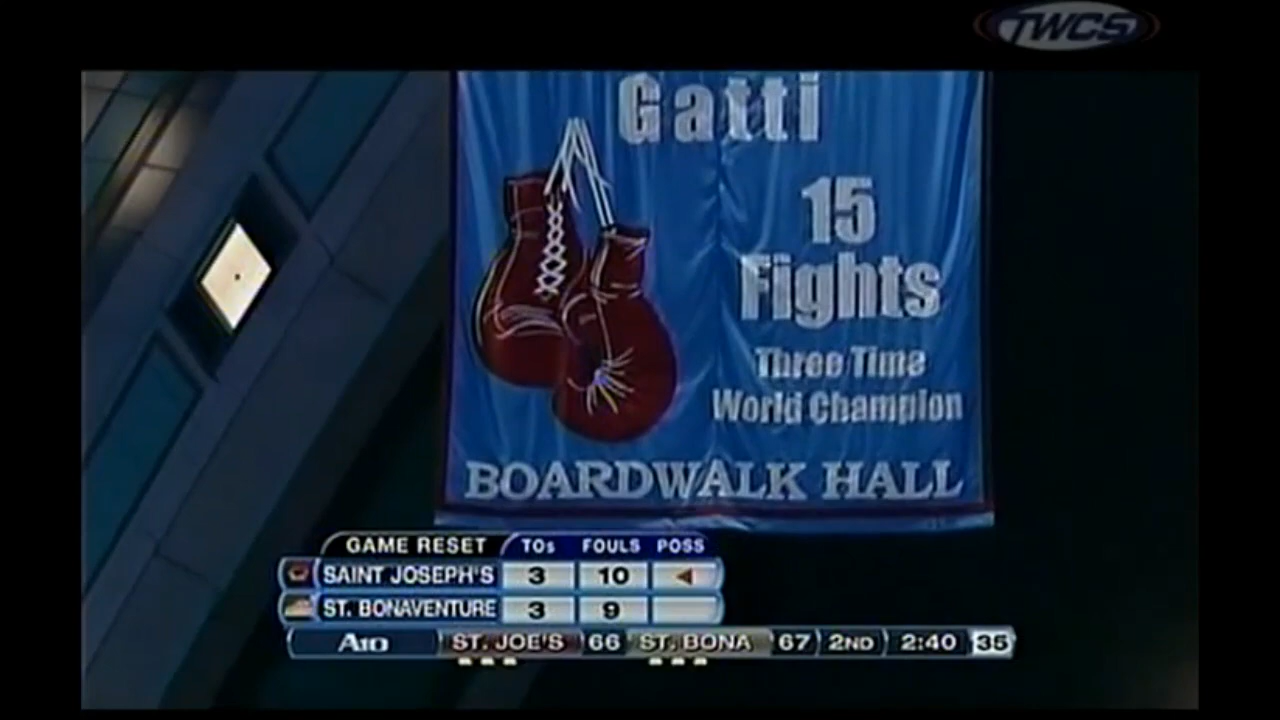 TWCS
Gatti
15
Fights
Three Time
World Champion
BOARDWALK HALL
GAME RESET TOs FOULS POSS
SAINT JOSEPH'S 3 10
ST. BONAVENTURE 3 9
A10 ST. JOE'S 66 ST. BONA 67 2ND 2:40 35